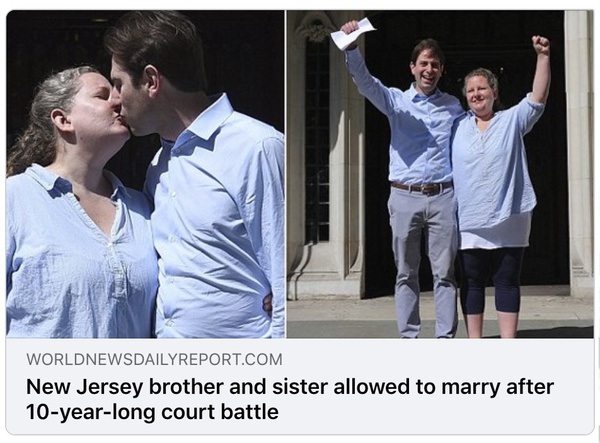 WORLDNEWSDAILYREPORT.COM
New Jersey brother and sister allowed to marry after
10-year-long court battle